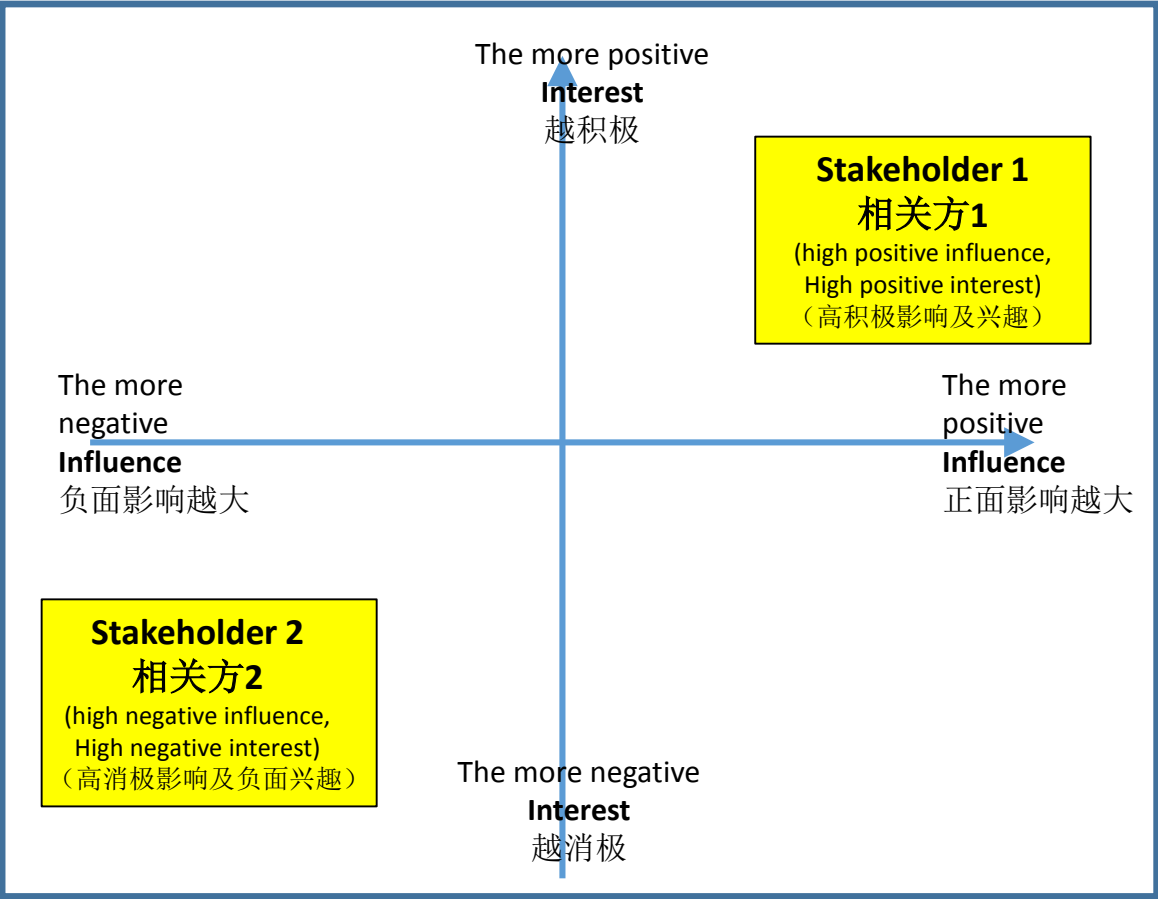 The more positive
Interest
越积极
Stakeholder 1
相关方1
(high positive influence,
High positive interest)
（高积极影响及兴趣）
The more
negative
Influence
负面影响越大
The more
positive
Influence
正面影响越大
Stakeholder 2
相关方2
(high negative influence,
High negative interest)
（高消极影响及负面兴趣）
The more negative
Interest
越消极